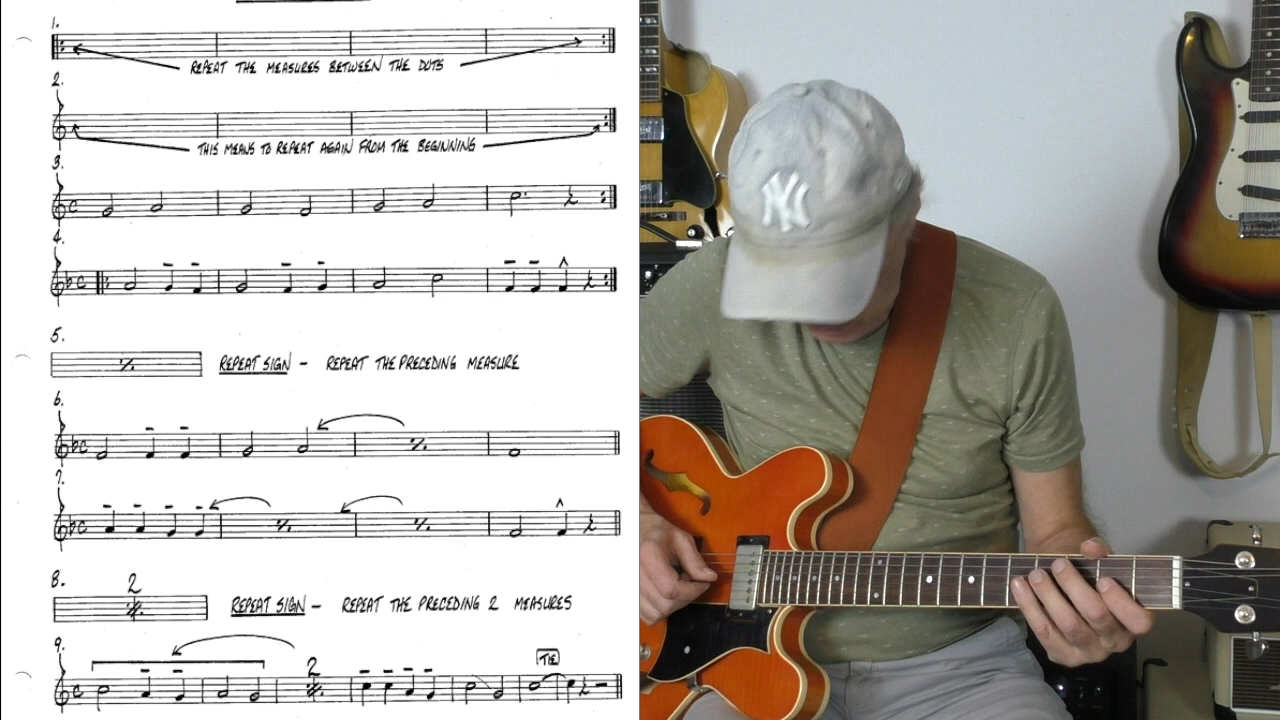 1.
REPEAT THE MEASURES BETWEEN THE DOTS
2.
THIS MEANS TO REPEAT AGAIN FROM THE BEGINNING
3.
4.
5.
REPEAT SIGN - REPEAT THE PRECEDING MEASURE
6.
7.
8.
2
REPEAT SIGN - REPEAT THE PRECEDING 2 MEASURES
9.
2
TIE
NY